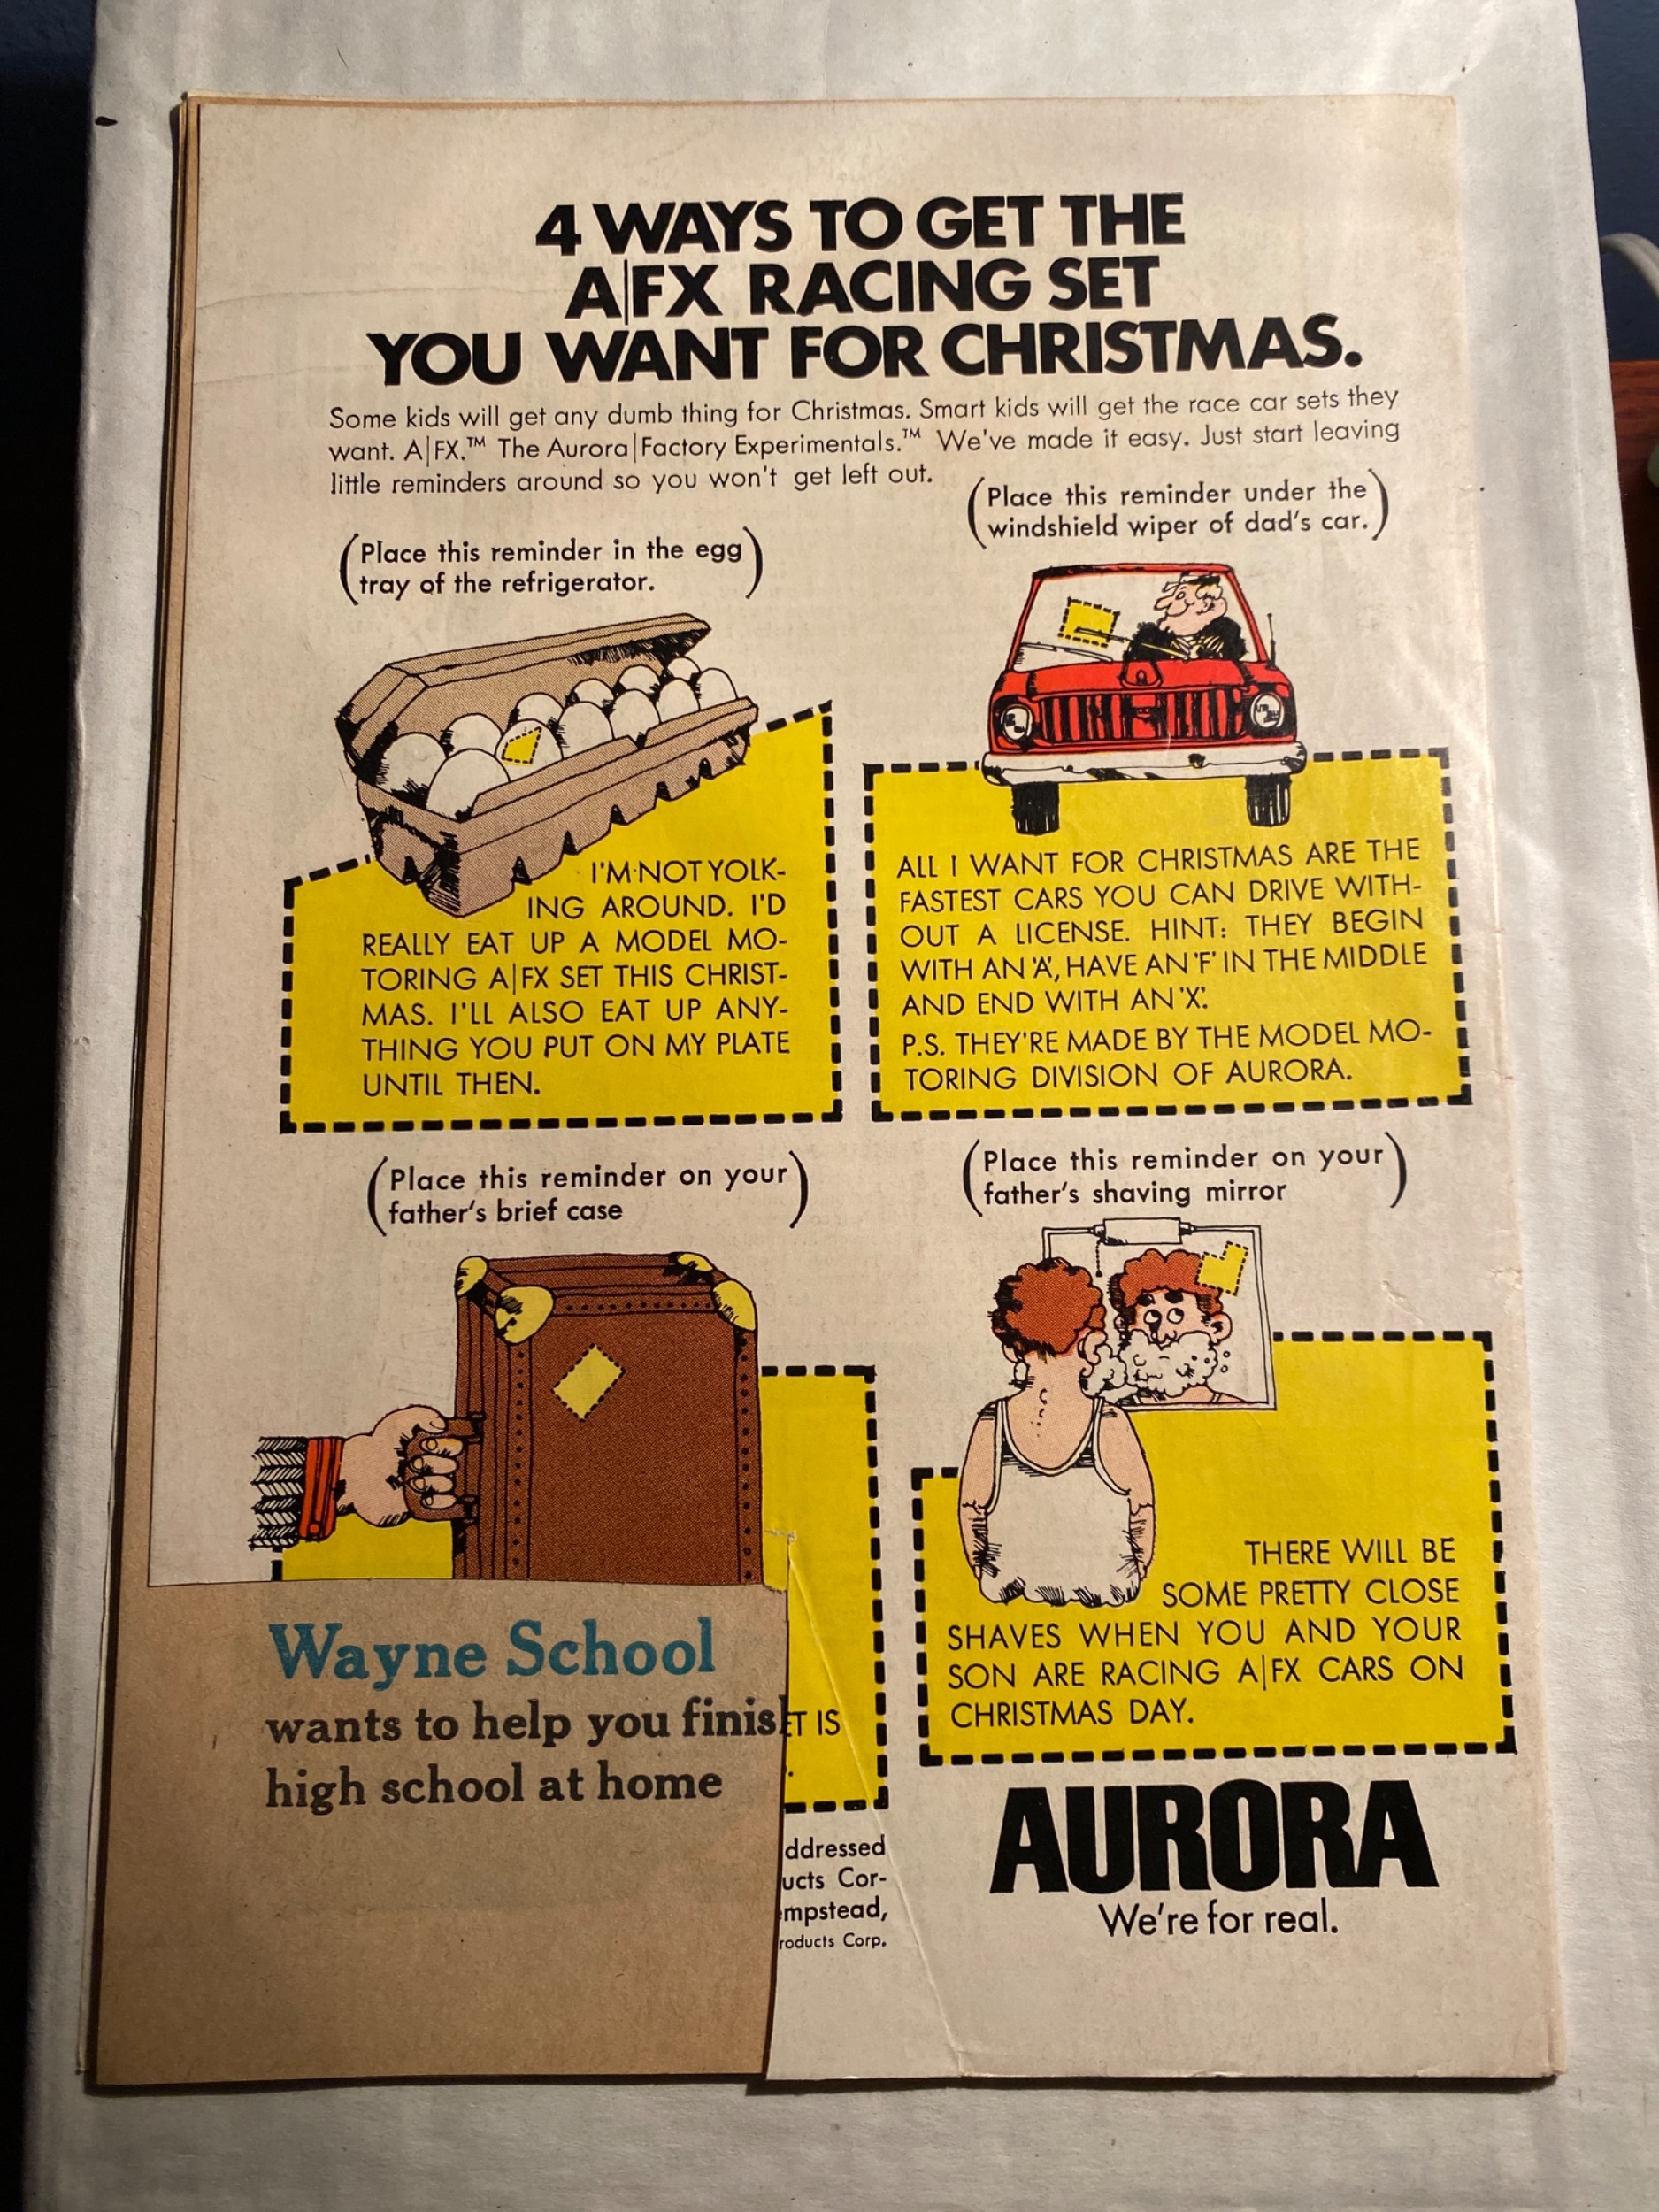 4 WAYS TO GET THE
A|FX RACING SET
YOU WANT FOR CHRISTMAS.
Some kids will get any dumb thing for Christmas. Smart kids will get the race car sets they
want. A|FX.™ The Aurora|Factory Experimentals.™ We've made it easy. Just start leaving
little reminders around so you won't get left out.
(Place this reminder in the egg
tray of the refrigerator.)
(Place this reminder under the
windshield wiper of dad's car.)
I'M NOT YOLK-
ING AROUND. I'D
REALLY EAT UP A MODEL MO-
TORING A|FX SET THIS CHRIST-
MAS. I'LL ALSO EAT UP ANY-
THING YOU PUT ON MY PLATE
UNTIL THEN.
ALL I WANT FOR CHRISTMAS ARE THE
FASTEST CARS YOU CAN DRIVE WITH-
OUT A LICENSE. HINT: THEY BEGIN
WITH AN 'A', HAVE AN 'F' IN THE MIDDLE
AND END WITH AN 'X'.
P.S. THEY'RE MADE BY THE MODEL MO-
TORING DIVISION OF AURORA.
(Place this reminder on your
father's brief case)
(Place this reminder on your
father's shaving mirror)
ET IS
.
THERE WILL BE
SOME PRETTY CLOSE
SHAVES WHEN YOU AND YOUR
SON ARE RACING A|FX CARS ON
CHRISTMAS DAY.
Wayne School
wants to help you finish
high school at home
ddressed
ucts Cor-
empstead,
roducts Corp.
AURORA
We're for real.